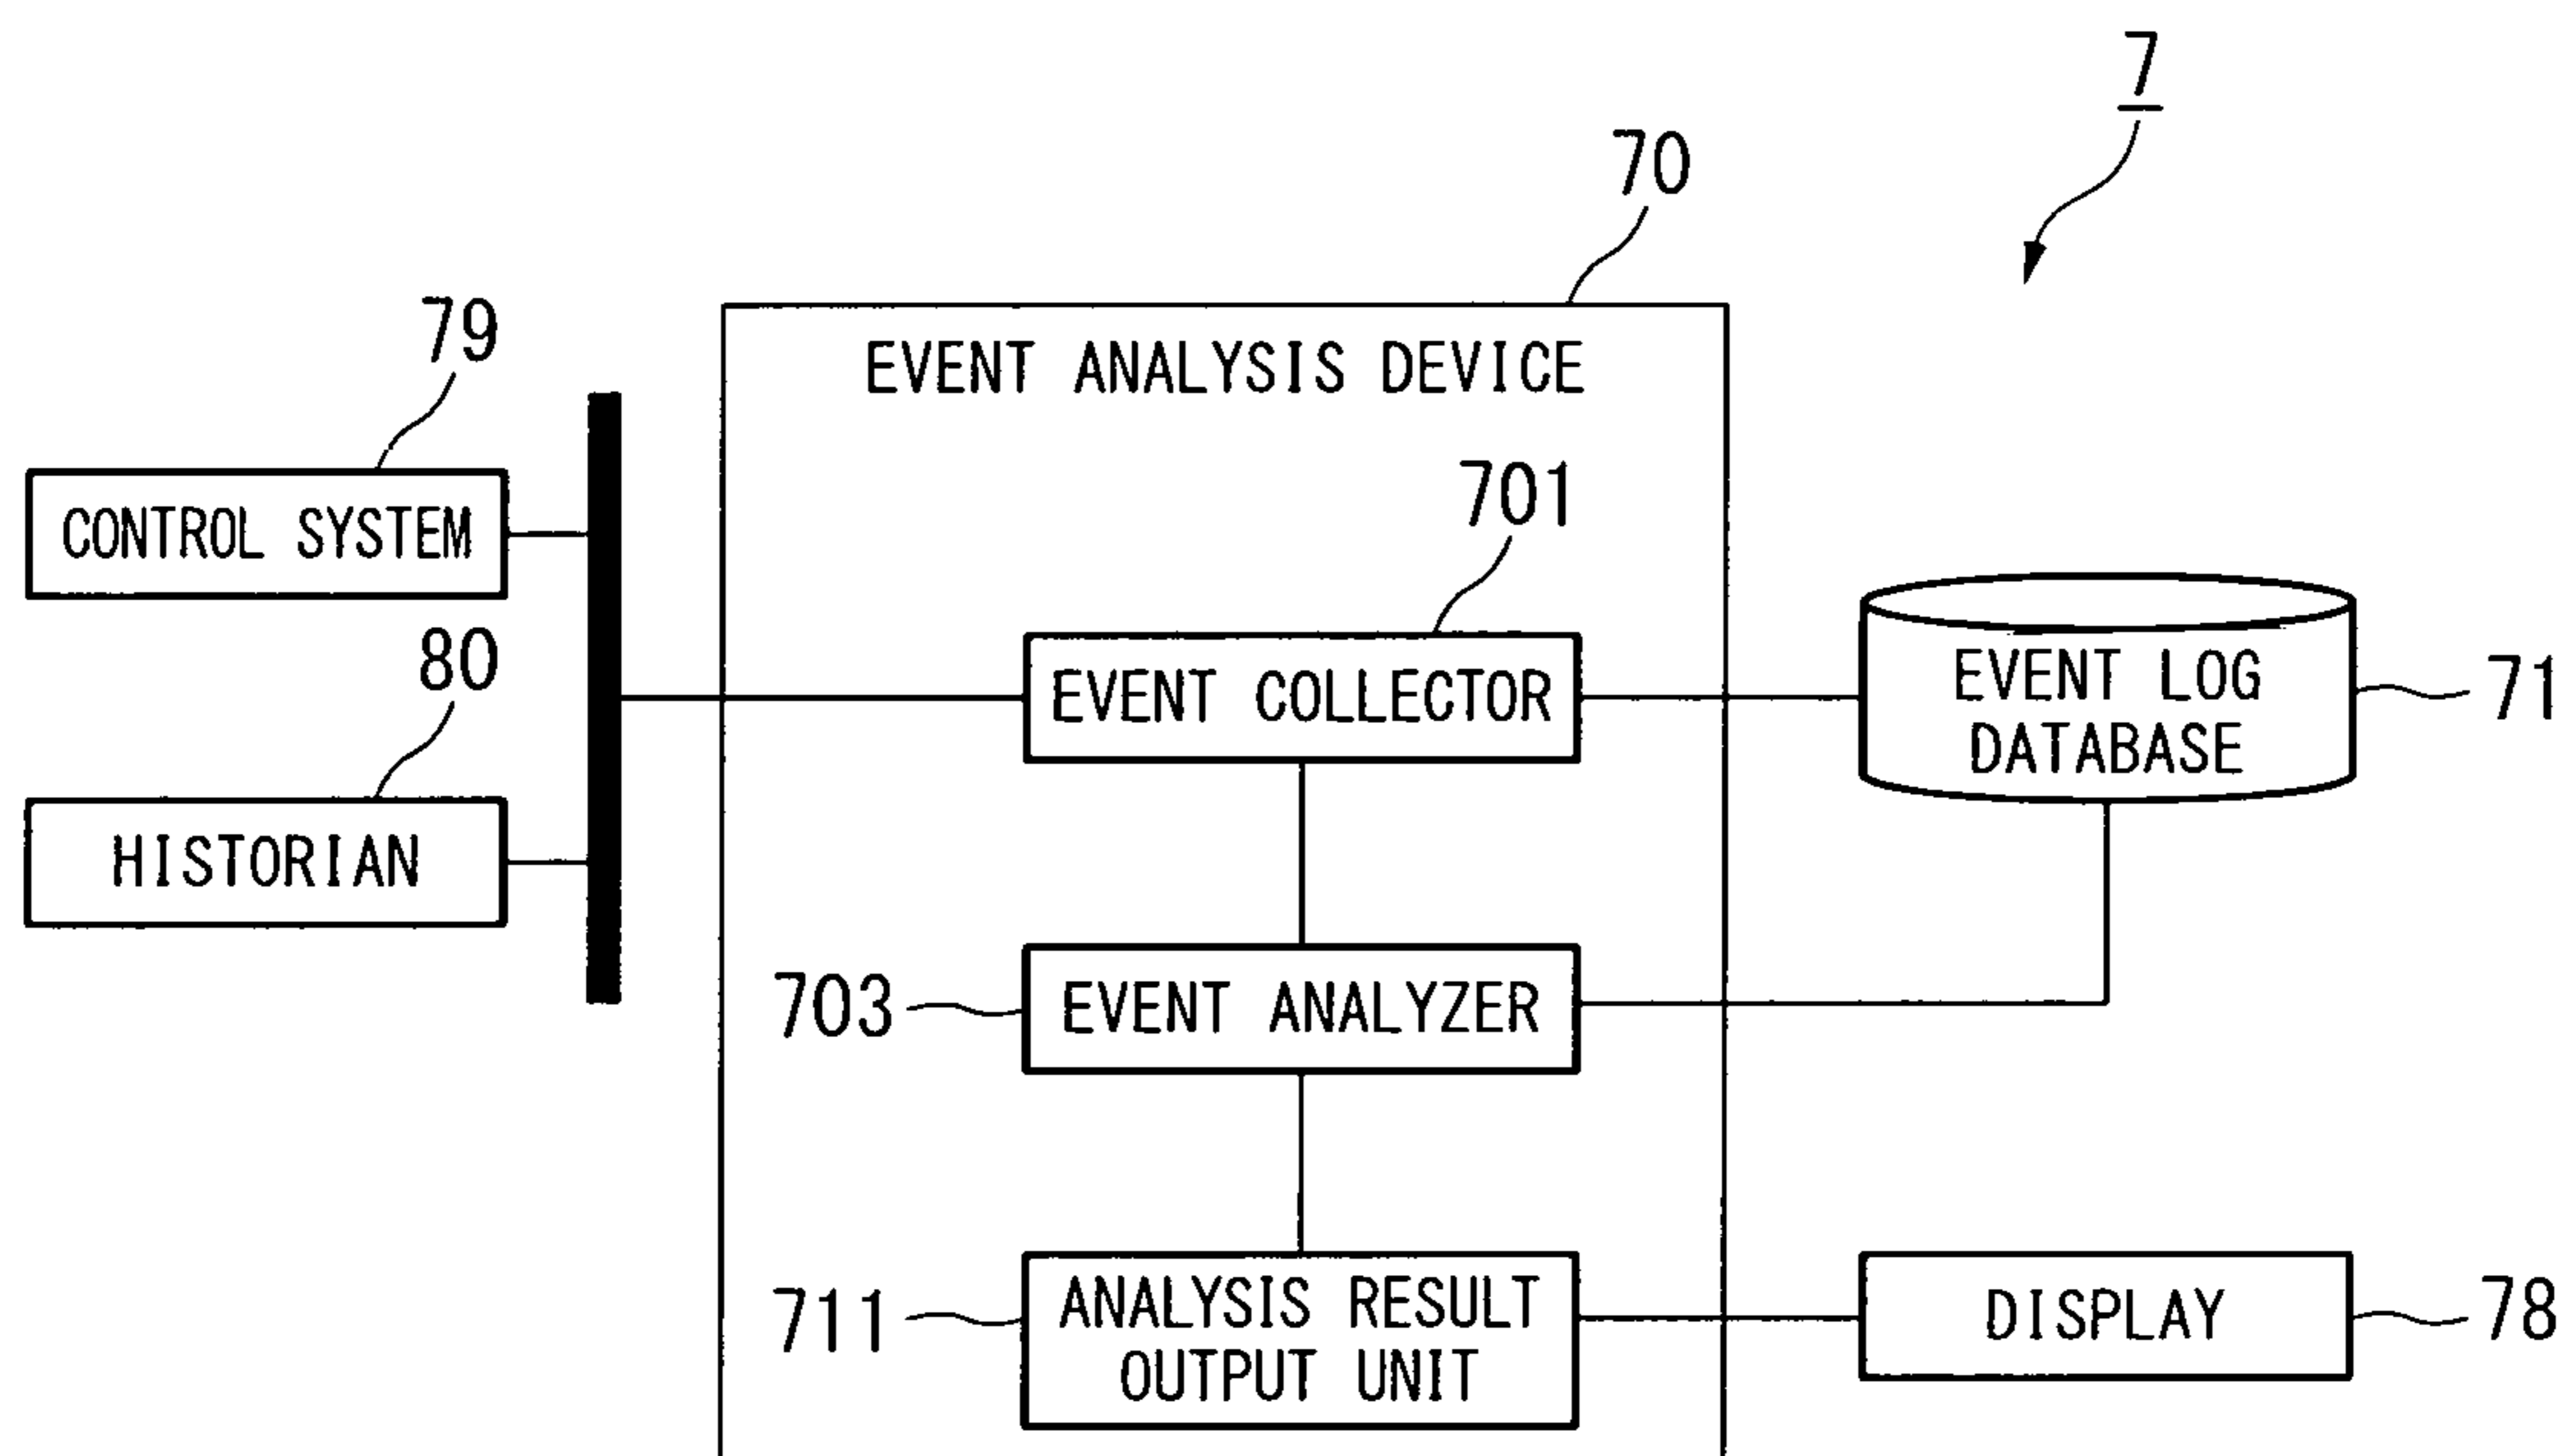 7
70
EVENT ANALYSIS DEVICE
79
CONTROL SYSTEM
701
EVENT COLLECTOR
EVENT LOG
DATABASE
71
80
HISTORIAN
703
EVENT ANALYZER
711
ANALYSIS RESULT
OUTPUT UNIT
DISPLAY
78